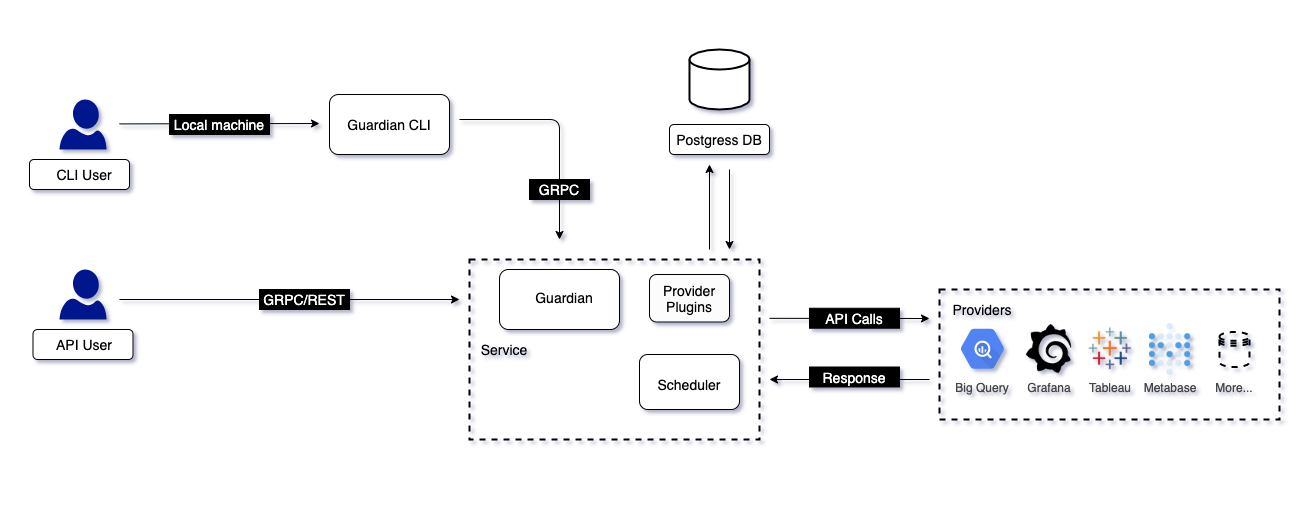 Postgress DB
Local machine
Guardian CLI
CLI User
GRPC
GRPC/REST
API User
Guardian
Provider
Plugins
Service
Scheduler
API Calls
Response
Providers
Big Query
Grafana
Tableau
Metabase
More...